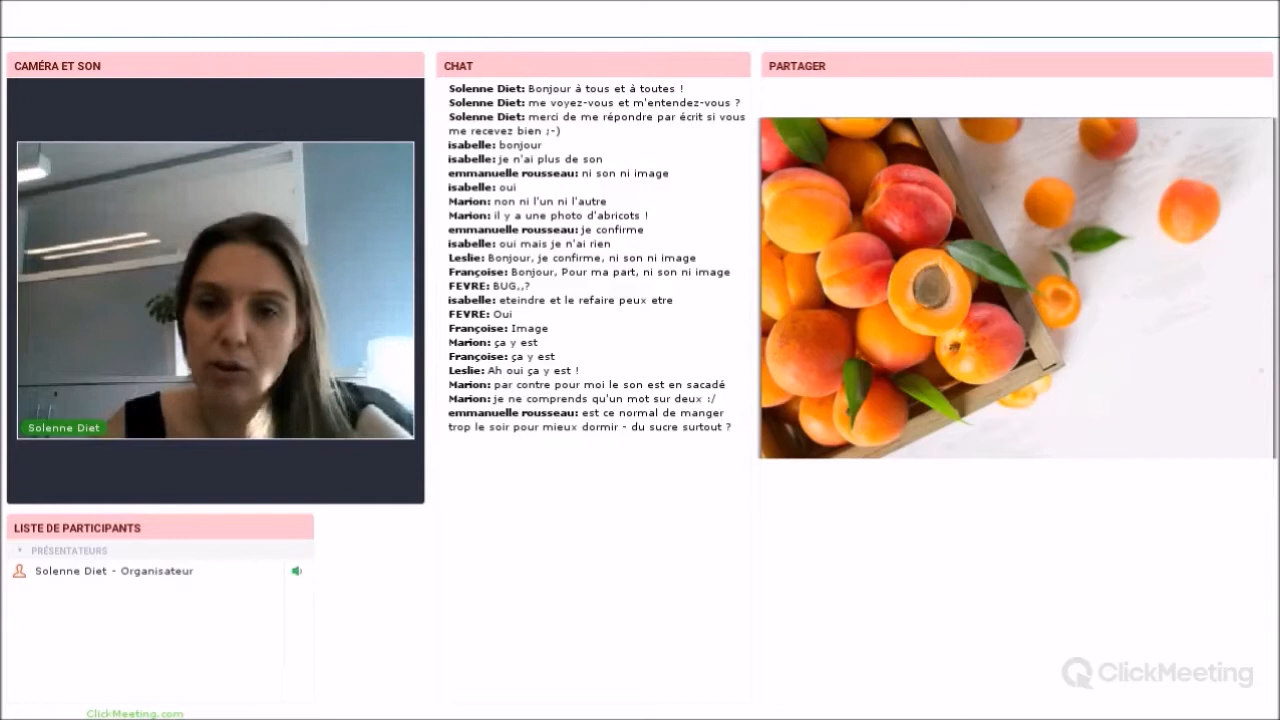 CAMÉRA ET SON
Solenne Diet
LISTE DE PARTICIPANTS
PRÉSENTATEURS
Solenne Diet - Organisateur
ClickMeeting.com
CHAT
Solenne Diet: Bonjour à tous et à toutes !
Solenne Diet: me voyez-vous et m'entendez-vous ?
Solenne Diet: merci de me répondre par écrit si vous
me recevez bien ;-)
isabelle: bonjour
isabelle: je n'ai plus de son
emmanuelle rousseau: ni son ni image
isabelle: oui
Marion: non ni l'un ni l'autre
Marion: il y a une photo d'abricots !
emmanuelle rousseau: je confirme
isabelle: oui mais je n'ai rien
Leslie: Bonjour, je confirme, ni son ni image
Françoise: Bonjour, Pour ma part, ni son ni image
FEVRE: BUG,,?
isabelle: eteindre et le refaire peux etre
FEVRE: Oui
Françoise: Image
Marion: ça y est
Françoise: ça y est
Leslie: Ah oui ça y est !
Marion: par contre pour moi le son est en sacadé
Marion: je ne comprends qu'un mot sur deux :/
emmanuelle rousseau: est ce normal de manger
trop le soir pour mieux dormir - du sucre surtout ?
PARTAGER
ClickMeeting